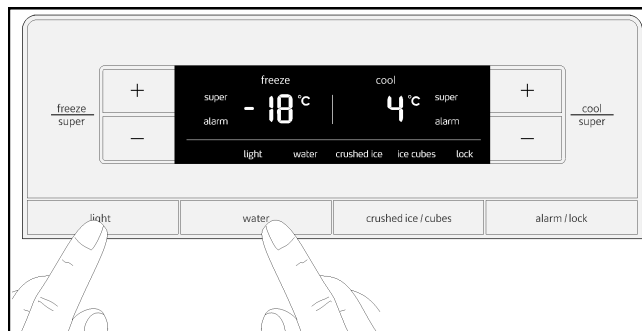 freeze
cool
+
super
-18 °C
4 °C
super
+
freeze
super
cool
super
−
alarm
alarm
−
light water crushed ice ice cubes lock
light
water
crushed ice / cubes
alarm / lock